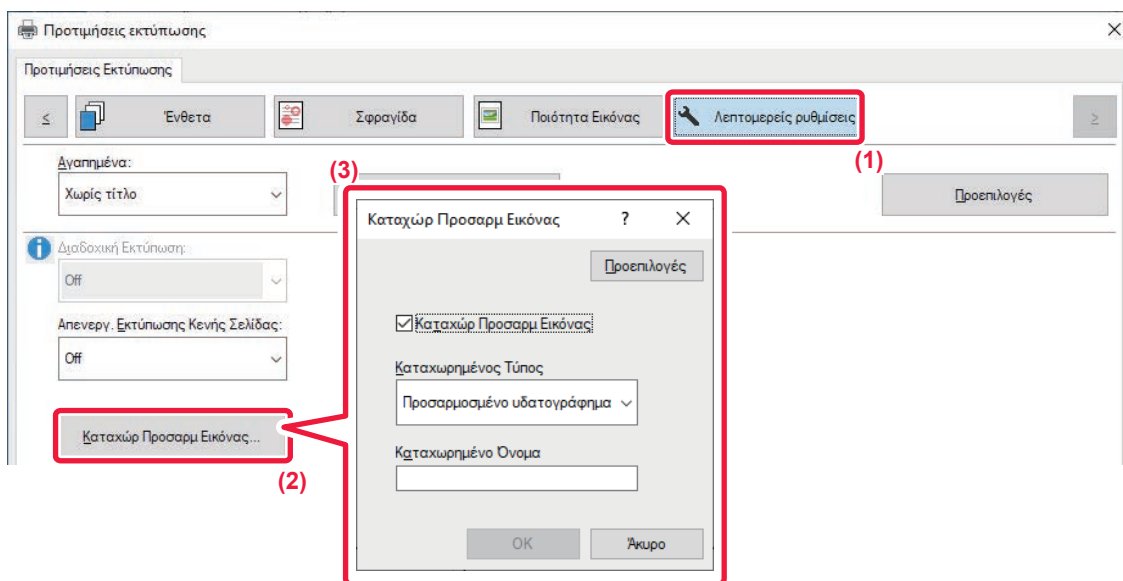 Προτιμήσεις εκτύπωσης
Προτιμήσεις Εκτύπωσης
<
Ένθετα
Σφραγίδα
Ποιότητα Εικόνας
Λεπτομερείς ρυθμίσεις
>
(1)
Αγαπημένα:
Χωρίς τίτλο
(3)
Προεπιλογές
Διαδοχική Εκτύπωση:
Off
Απενεργ. Εκτύπωσης Κενής Σελίδας:
Off
Καταχώρ Προσαρμ Εικόνας...
(2)
Καταχώρ Προσαρμ Εικόνας
?
Προεπιλογές
Καταχώρ Προσαρμ Εικόνας
Καταχωρημένος Τύπος
Προσαρμοσμένο υδατογράφημα
Καταχωρημένο Όνομα
OK
Άκυρο